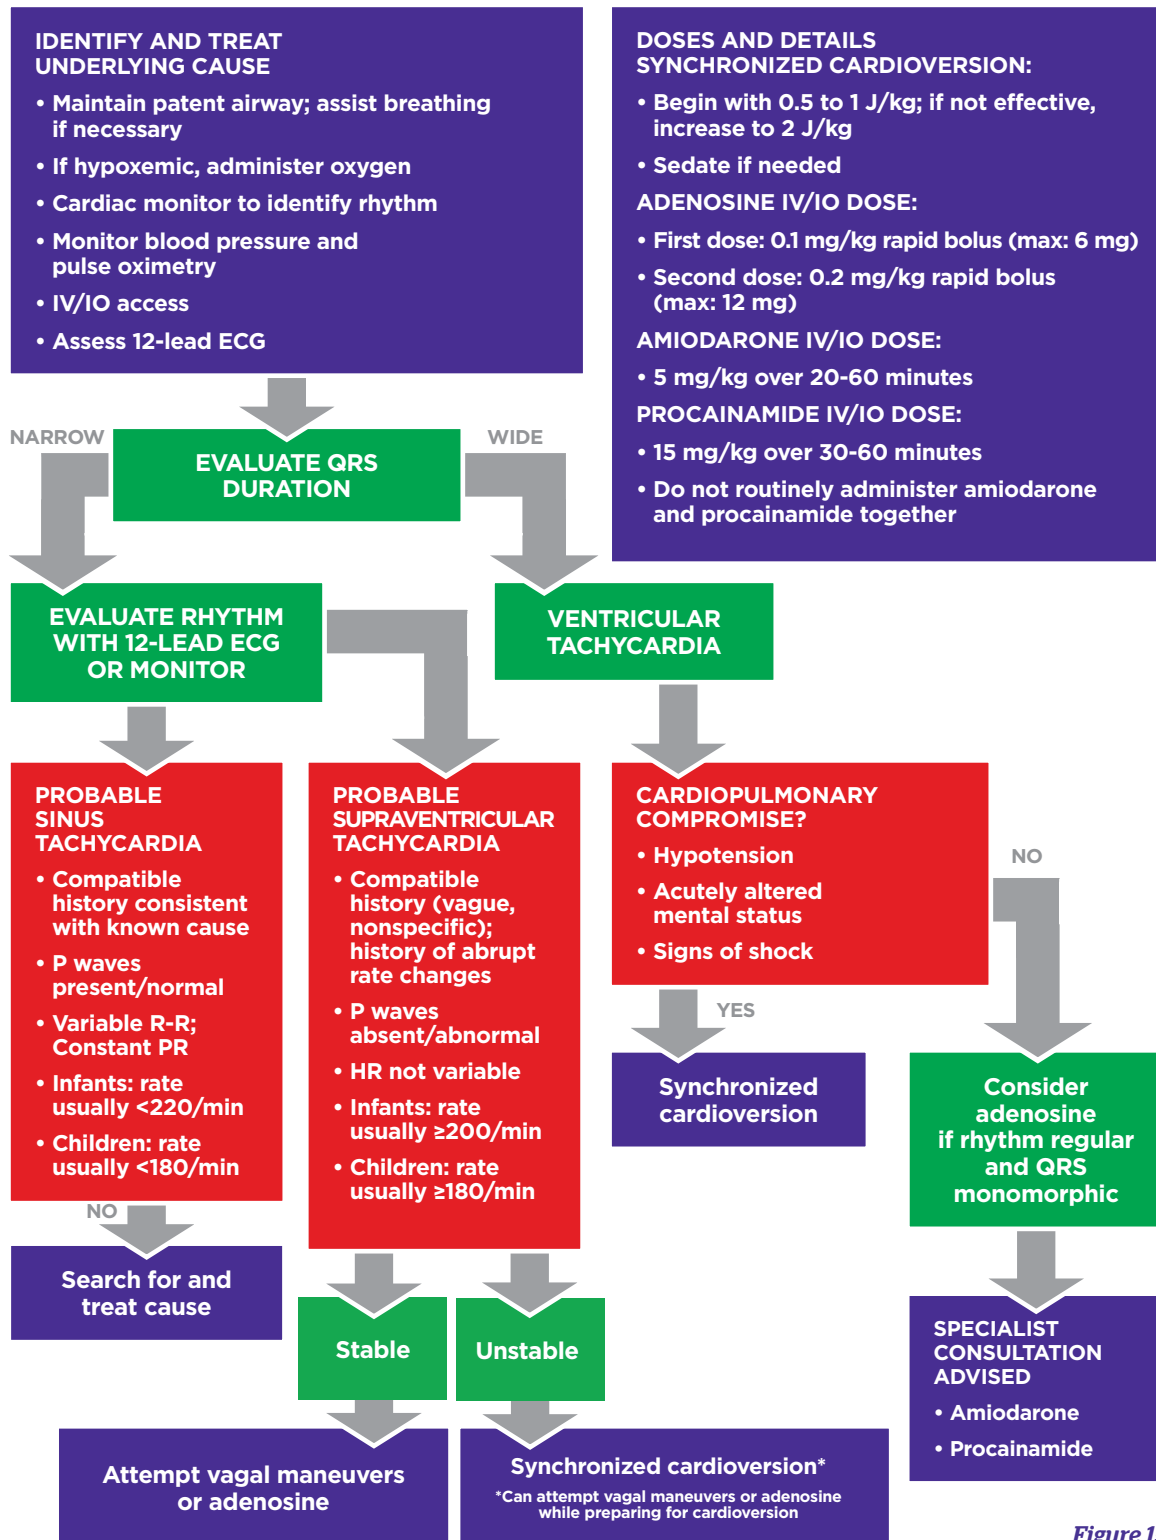 IDENTIFY AND TREAT
UNDERLYING CAUSE
• Maintain patent airway; assist breathing
if necessary
• If hypoxemic, administer oxygen
• Cardiac monitor to identify rhythm
• Monitor blood pressure and
pulse oximetry
• IV/IO access
• Assess 12-lead ECG
DOSES AND DETAILS
SYNCHRONIZED CARDIOVERSION:
• Begin with 0.5 to 1 J/kg; if not effective,
increase to 2 J/kg
• Sedate if needed
ADENOSINE IV/IO DOSE:
• First dose: 0.1 mg/kg rapid bolus (max: 6 mg)
• Second dose: 0.2 mg/kg rapid bolus
(max: 12 mg)
AMIODARONE IV/IO DOSE:
• 5 mg/kg over 20-60 minutes
PROCAINAMIDE IV/IO DOSE:
• 15 mg/kg over 30-60 minutes
• Do not routinely administer amiodarone
and procainamide together
NARROW
WIDE
EVALUATE QRS
DURATION
EVALUATE RHYTHM
WITH 12-LEAD ECG
OR MONITOR
VENTRICULAR
TACHYCARDIA
PROBABLE
SINUS
TACHYCARDIA
• Compatible
history consistent
with known cause
• P waves
present/normal
• Variable R-R;
Constant PR
• Infants: rate
usually <220/min
• Children: rate
usually <180/min
PROBABLE
SUPRAVENTRICULAR
TACHYCARDIA
• Compatible
history (vague,
nonspecific);
history of abrupt
rate changes
• P waves
absent/abnormal
• HR not variable
• Infants: rate
usually ≥200/min
• Children: rate
usually ≥180/min
CARDIOPULMONARY
COMPROMISE?
• Hypotension
• Acutely altered
mental status
• Signs of shock
NO
YES
Synchronized
cardioversion
Consider
adenosine
if rhythm regular
and QRS
monomorphic
NO
Search for and
treat cause
Stable
Unstable
SPECIALIST
CONSULTATION
ADVISED
• Amiodarone
• Procainamide
Attempt vagal maneuvers
or adenosine
Synchronized cardioversion*
*Can attempt vagal maneuvers or adenosine
while preparing for cardioversion
Figure 1